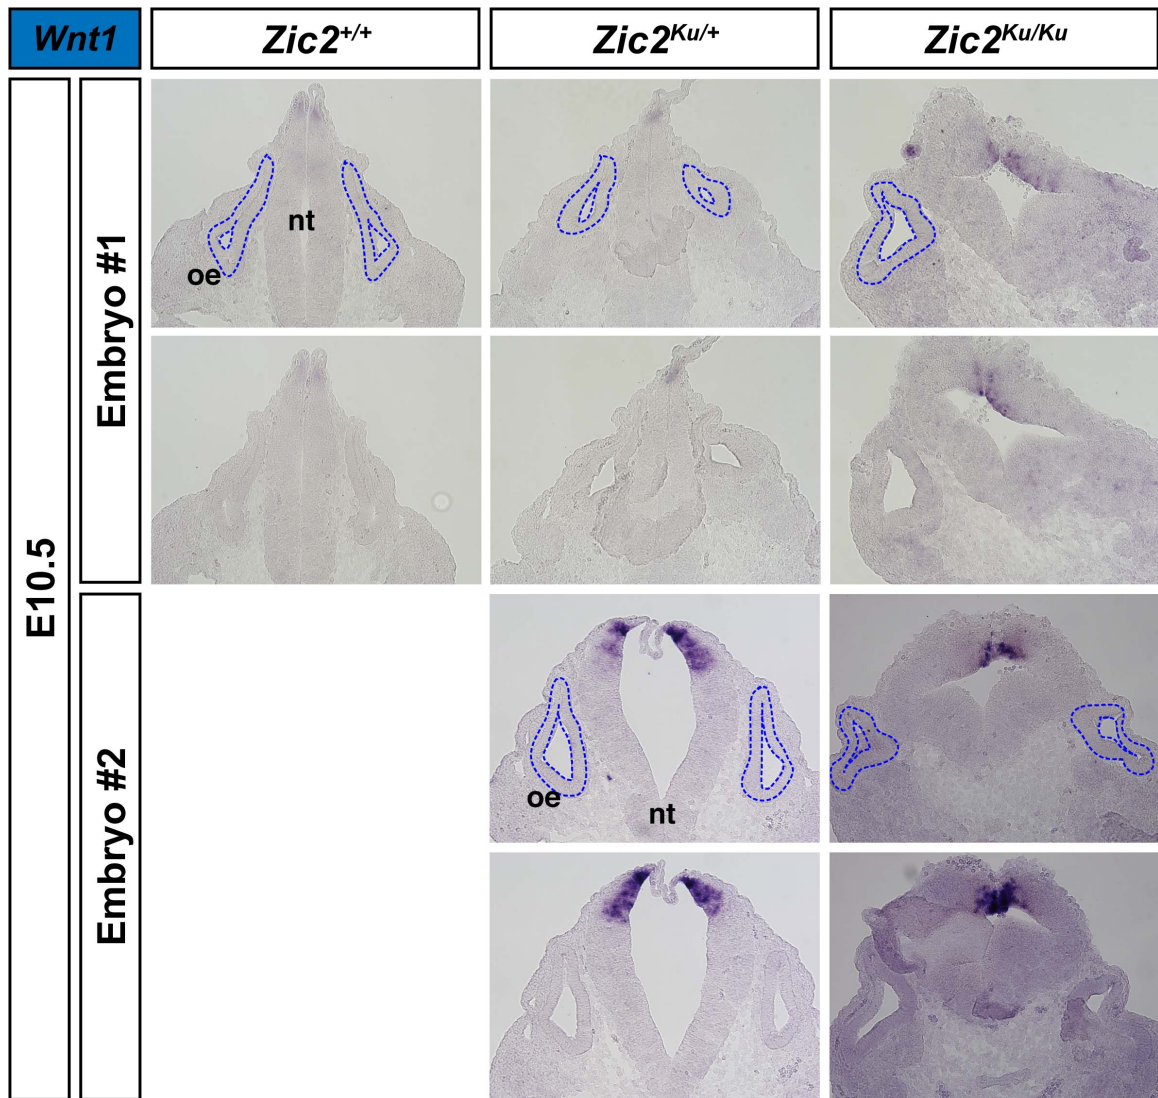 Wnt1
Zic2+/+
Zic2Ku/+
Zic2Ku/Ku
E10.5
Embryo #1
nt
oe
Embryo #2
oe
nt